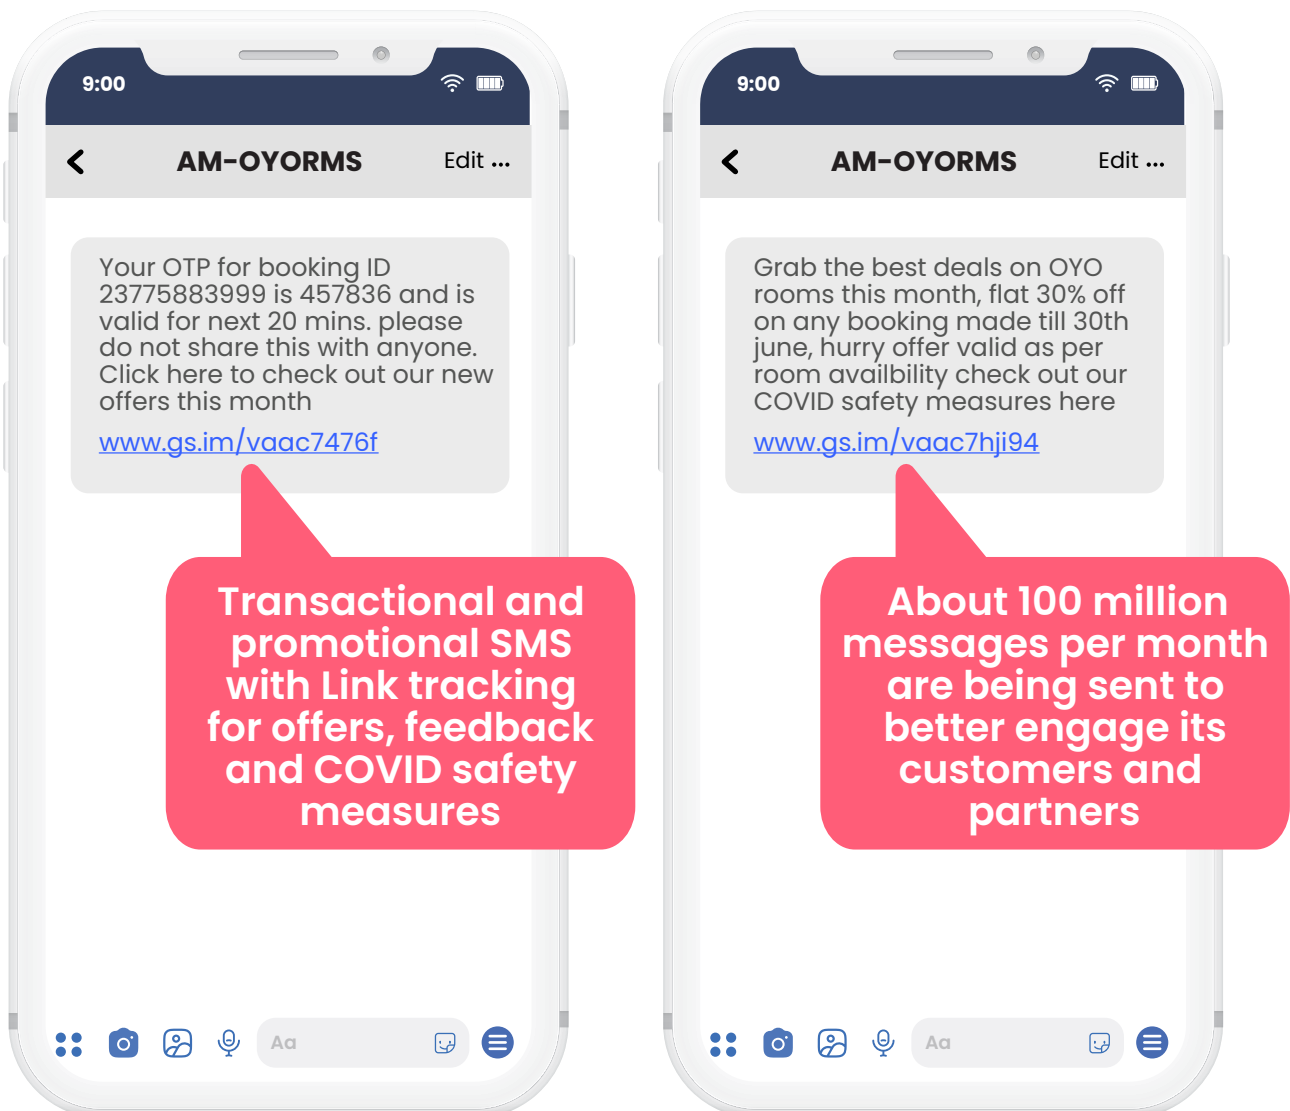 9:00
AM-OYORMS
Edit ...
Your OTP for booking ID
23775883999 is 457836 and is
valid for next 20 mins. please
do not share this with anyone.
Click here to check out our new
offers this month
www.gs.im/vaac7476f
Transactional and
promotional SMS
with Link tracking
for offers, feedback
and COVID safety
measures
Aa
9:00
AM-OYORMS
Edit ...
Grab the best deals on OYO
rooms this month, flat 30% off
on any booking made till 30th
june, hurry offer valid as per
room availbility check out our
COVID safety measures here
www.gs.im/vaac7hji94
About 100 million
messages per month
are being sent to
better engage its
customers and
partners
Aa